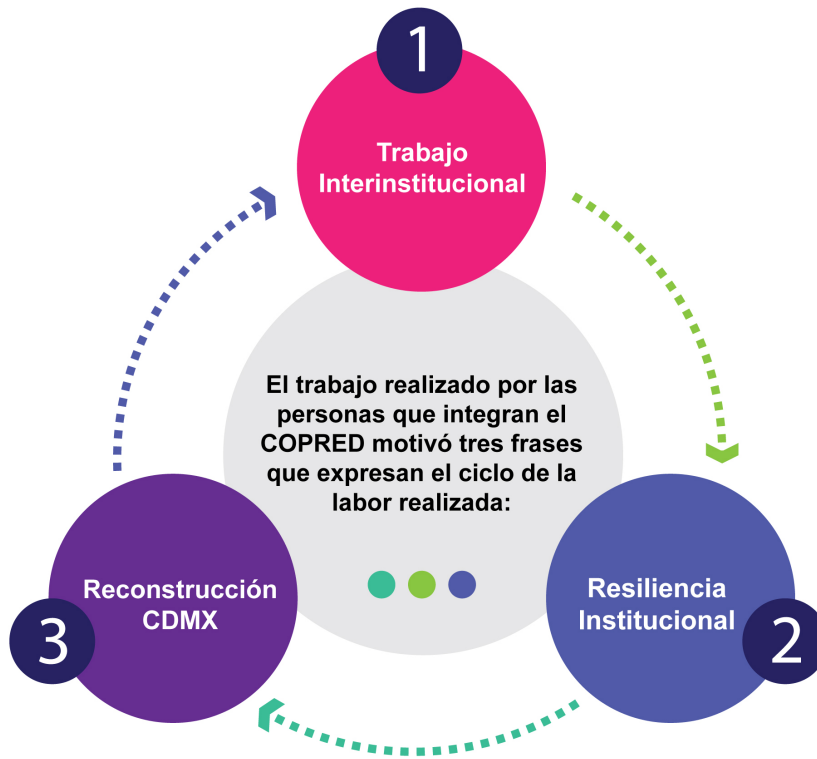 1
Trabajo
Interinstitucional
El trabajo realizado por las
personas que integran el
COPRED motivó tres frases
que expresan el ciclo de la
labor realizada:
Resiliencia
Institucional
2
Reconstrucción
CDMX
3